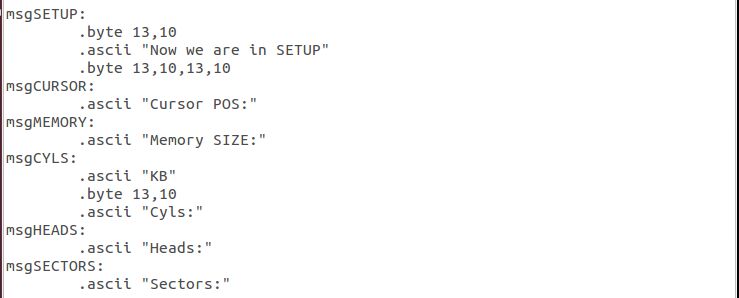 msgSETUP:
        .byte 13,10
        .ascii "Now we are in SETUP"
        .byte 13,10,13,10
msgCURSOR:
        .ascii "Cursor POS:"
msgMEMORY:
        .ascii "Memory SIZE:"
msgCYLS:
        .ascii "KB"
        .byte 13,10
        .ascii "Cyls:"
msgHEADS:
        .ascii "Heads:"
msgSECTORS:
        .ascii "Sectors:"